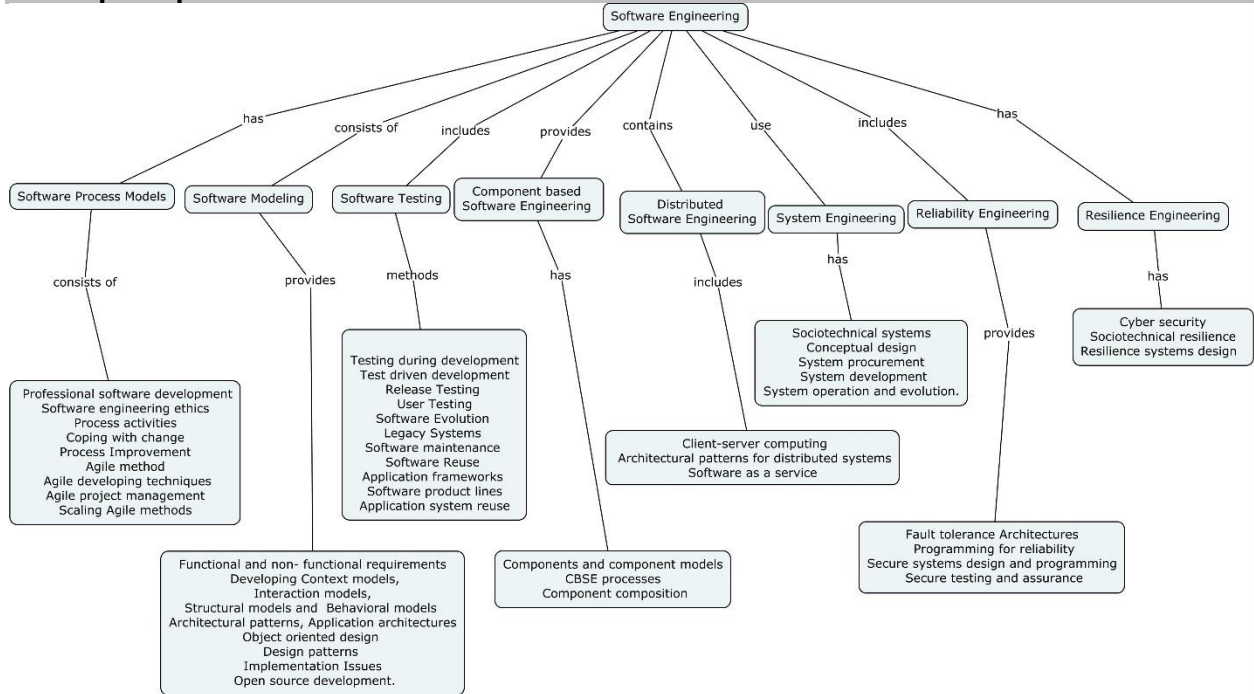 Software Engineering
has
consists of
includes
provides
contains
use
includes
has
Software Process Models
Software Modeling
Software Testing
Component based
Software Engineering
Distributed
Software Engineering
System Engineering
Reliability Engineering
Resilience Engineering
consists of
provides
methods
has
includes
has
provides
has
Professional software development
Software engineering ethics
Process activities
Coping with change
Process Improvement
Agile method
Agile developing techniques
Agile project management
Scaling Agile methods
Functional and non- functional requirements
Developing Context models,
Interaction models,
Structural models and Behavioral models
Architectural patterns, Application architectures
Object oriented design
Design patterns
Implementation Issues
Open source development.
Testing during development
Test driven development
Release Testing
User Testing
Software Evolution
Legacy Systems
Software maintenance
Software Reuse
Application frameworks
Software product lines
Application system reuse
Components and component models
CBSE processes
Component composition
Client-server computing
Architectural patterns for distributed systems
Software as a service
Sociotechnical systems
Conceptual design
System procurement
System development
System operation and evolution.
Fault tolerance Architectures
Programming for reliability
Secure systems design and programming
Secure testing and assurance
Cyber security
Sociotechnical resilience
Resilience systems design